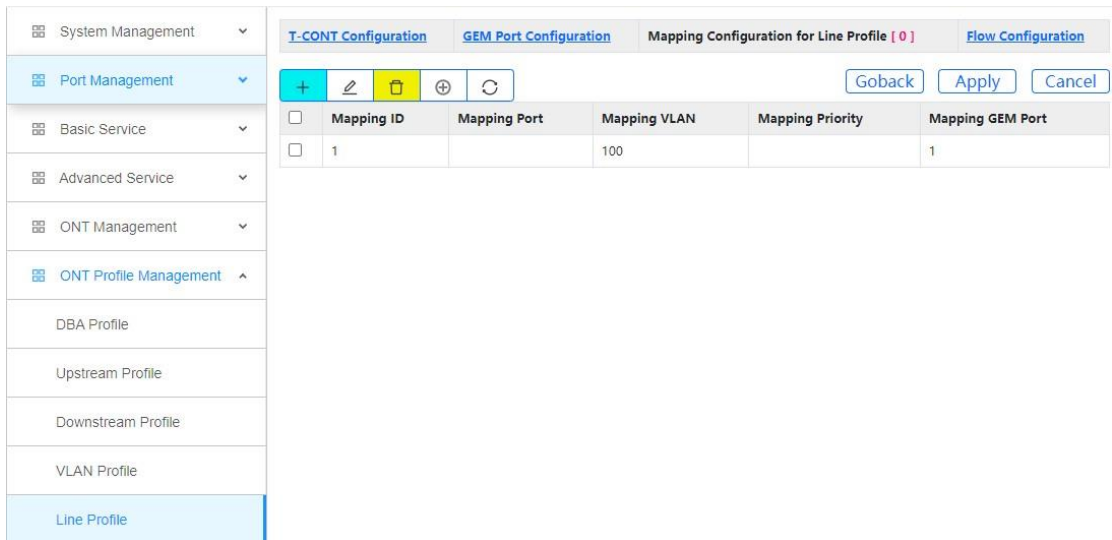 System Management
Port Management
Basic Service
Advanced Service
ONT Management
ONT Profile Management
DBA Profile
Upstream Profile
Downstream Profile
VLAN Profile
Line Profile
T-CONT Configuration GEM Port Configuration Mapping Configuration for Line Profile [ 0 ] Flow Configuration
Goback Apply Cancel
Mapping ID Mapping Port Mapping VLAN Mapping Priority Mapping GEM Port
1 100 1